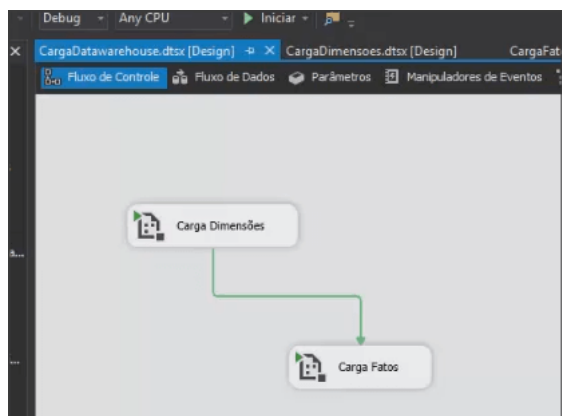 Debug Any CPU Iniciar
CargaDatawarehouse.dtsx [Design] CargaDimensoes.dtsx [Design] CargaFat
Fluxo de Controle Fluxo de Dados Parâmetros Manipuladores de Eventos
Carga Dimensões
a...
...
Carga Fatos